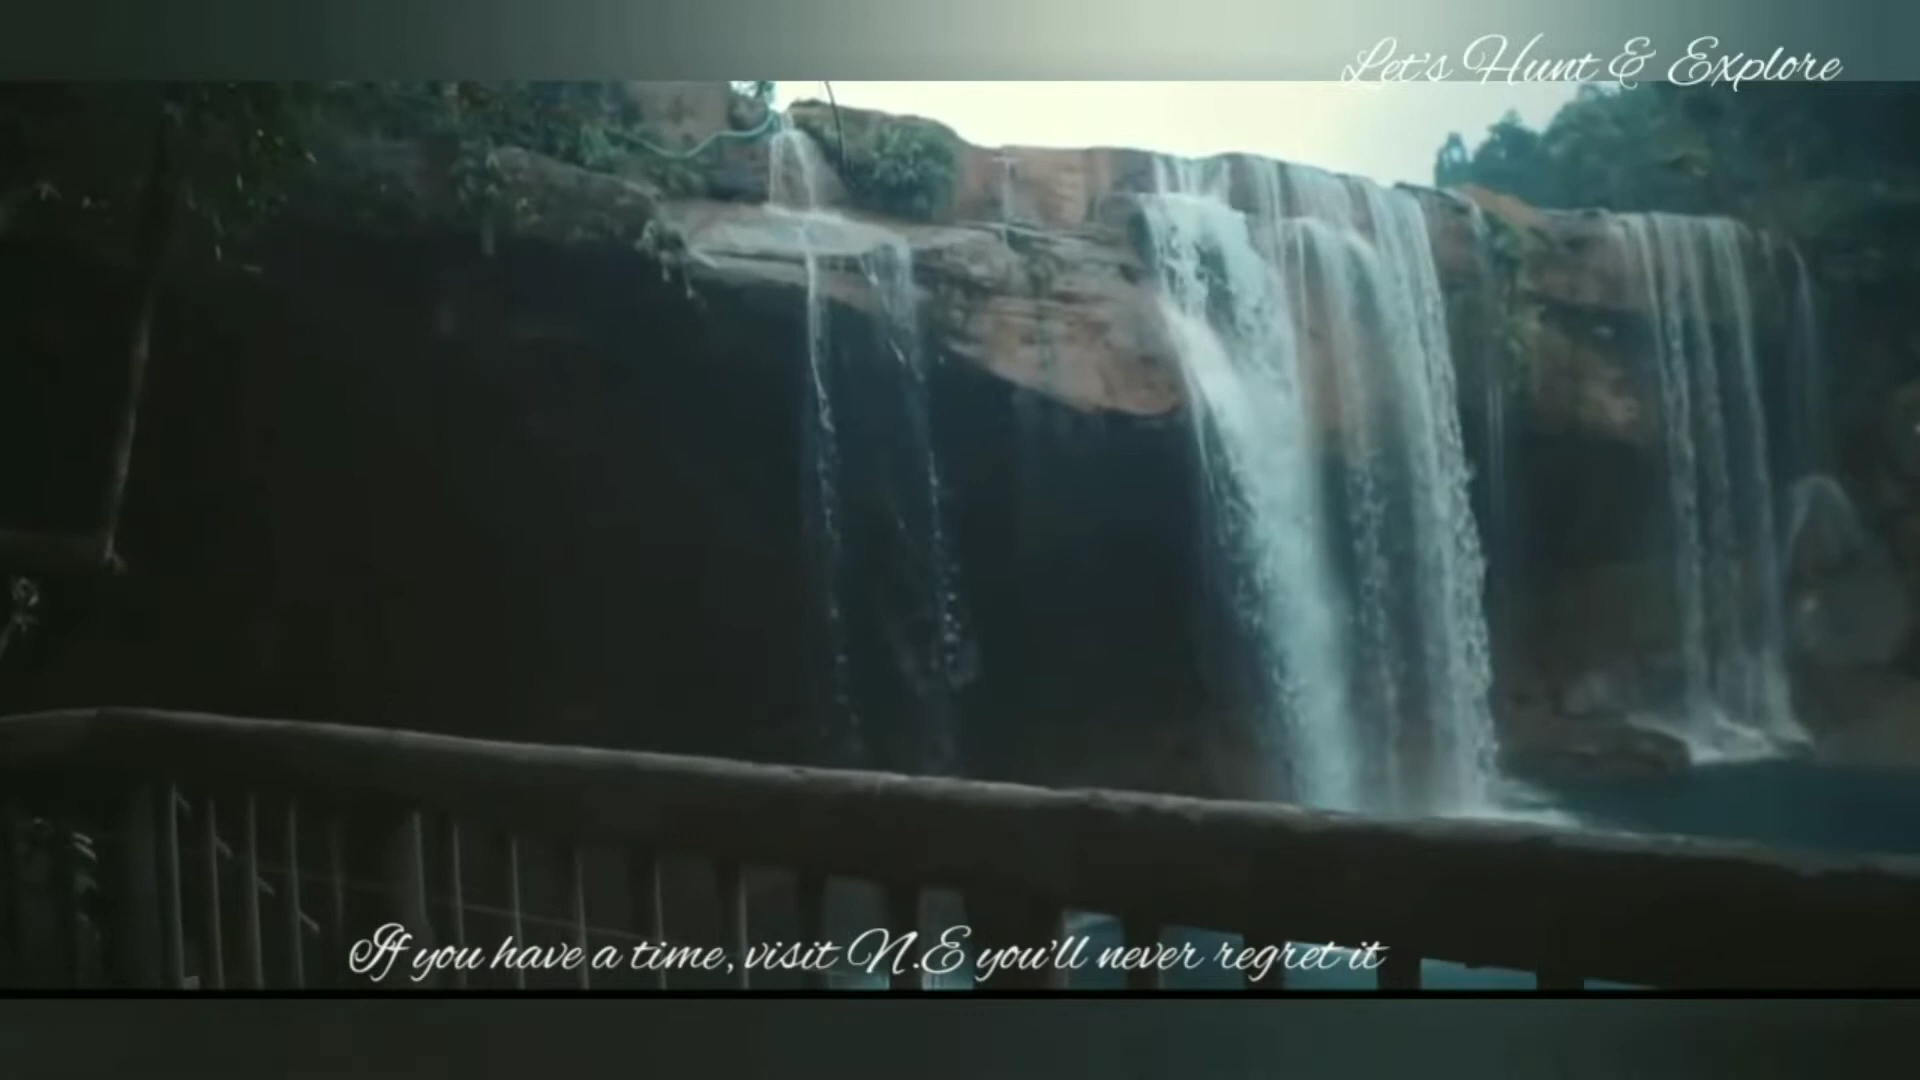 Let's Hunt & Explore
If you have a time, visit N.E you'll never regret it